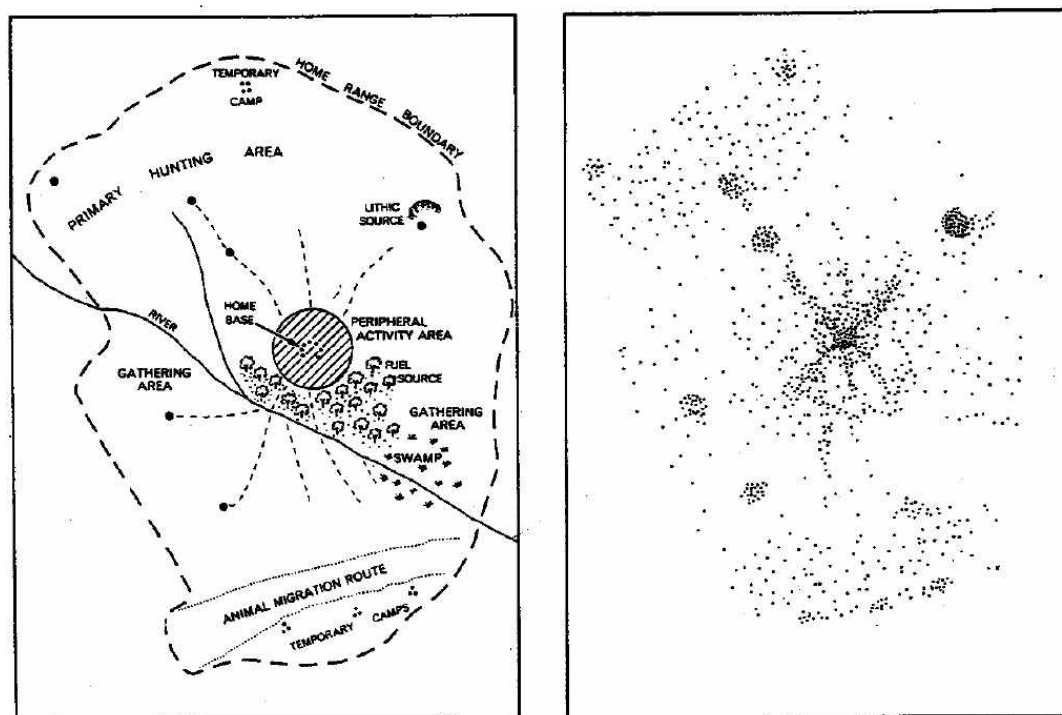 TEMPORARY
CAMP
HOME RANGE BOUNDARY
PRIMARY HUNTING AREA
LITHIC
SOURCE
HOME
BASE
PERIPHERAL
ACTIVITY AREA
RIVER
FUEL
SOURCE
GATHERING
AREA
GATHERING
AREA
SWAMP
ANIMAL MIGRATION ROUTE
TEMPORARY CAMPS